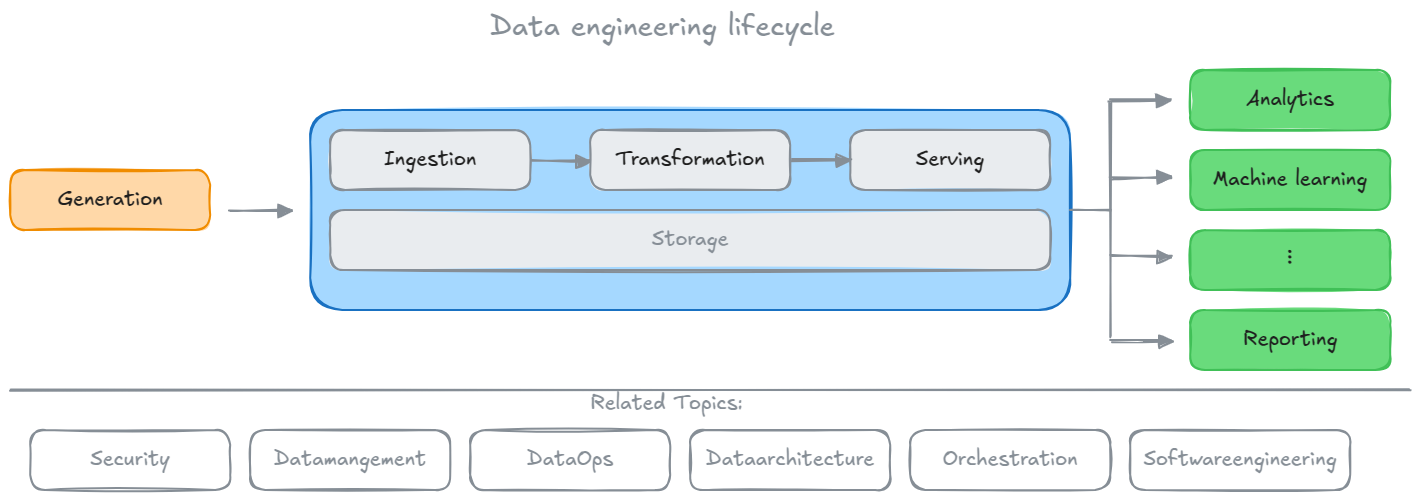 Data engineering lifecycle
Generation
Ingestion
Transformation
Serving
Storage
Analytics
Machine learning
⋮
Reporting
Related Topics:
Security
Datamangement
DataOps
Dataarchitecture
Orchestration
Softwareengineering